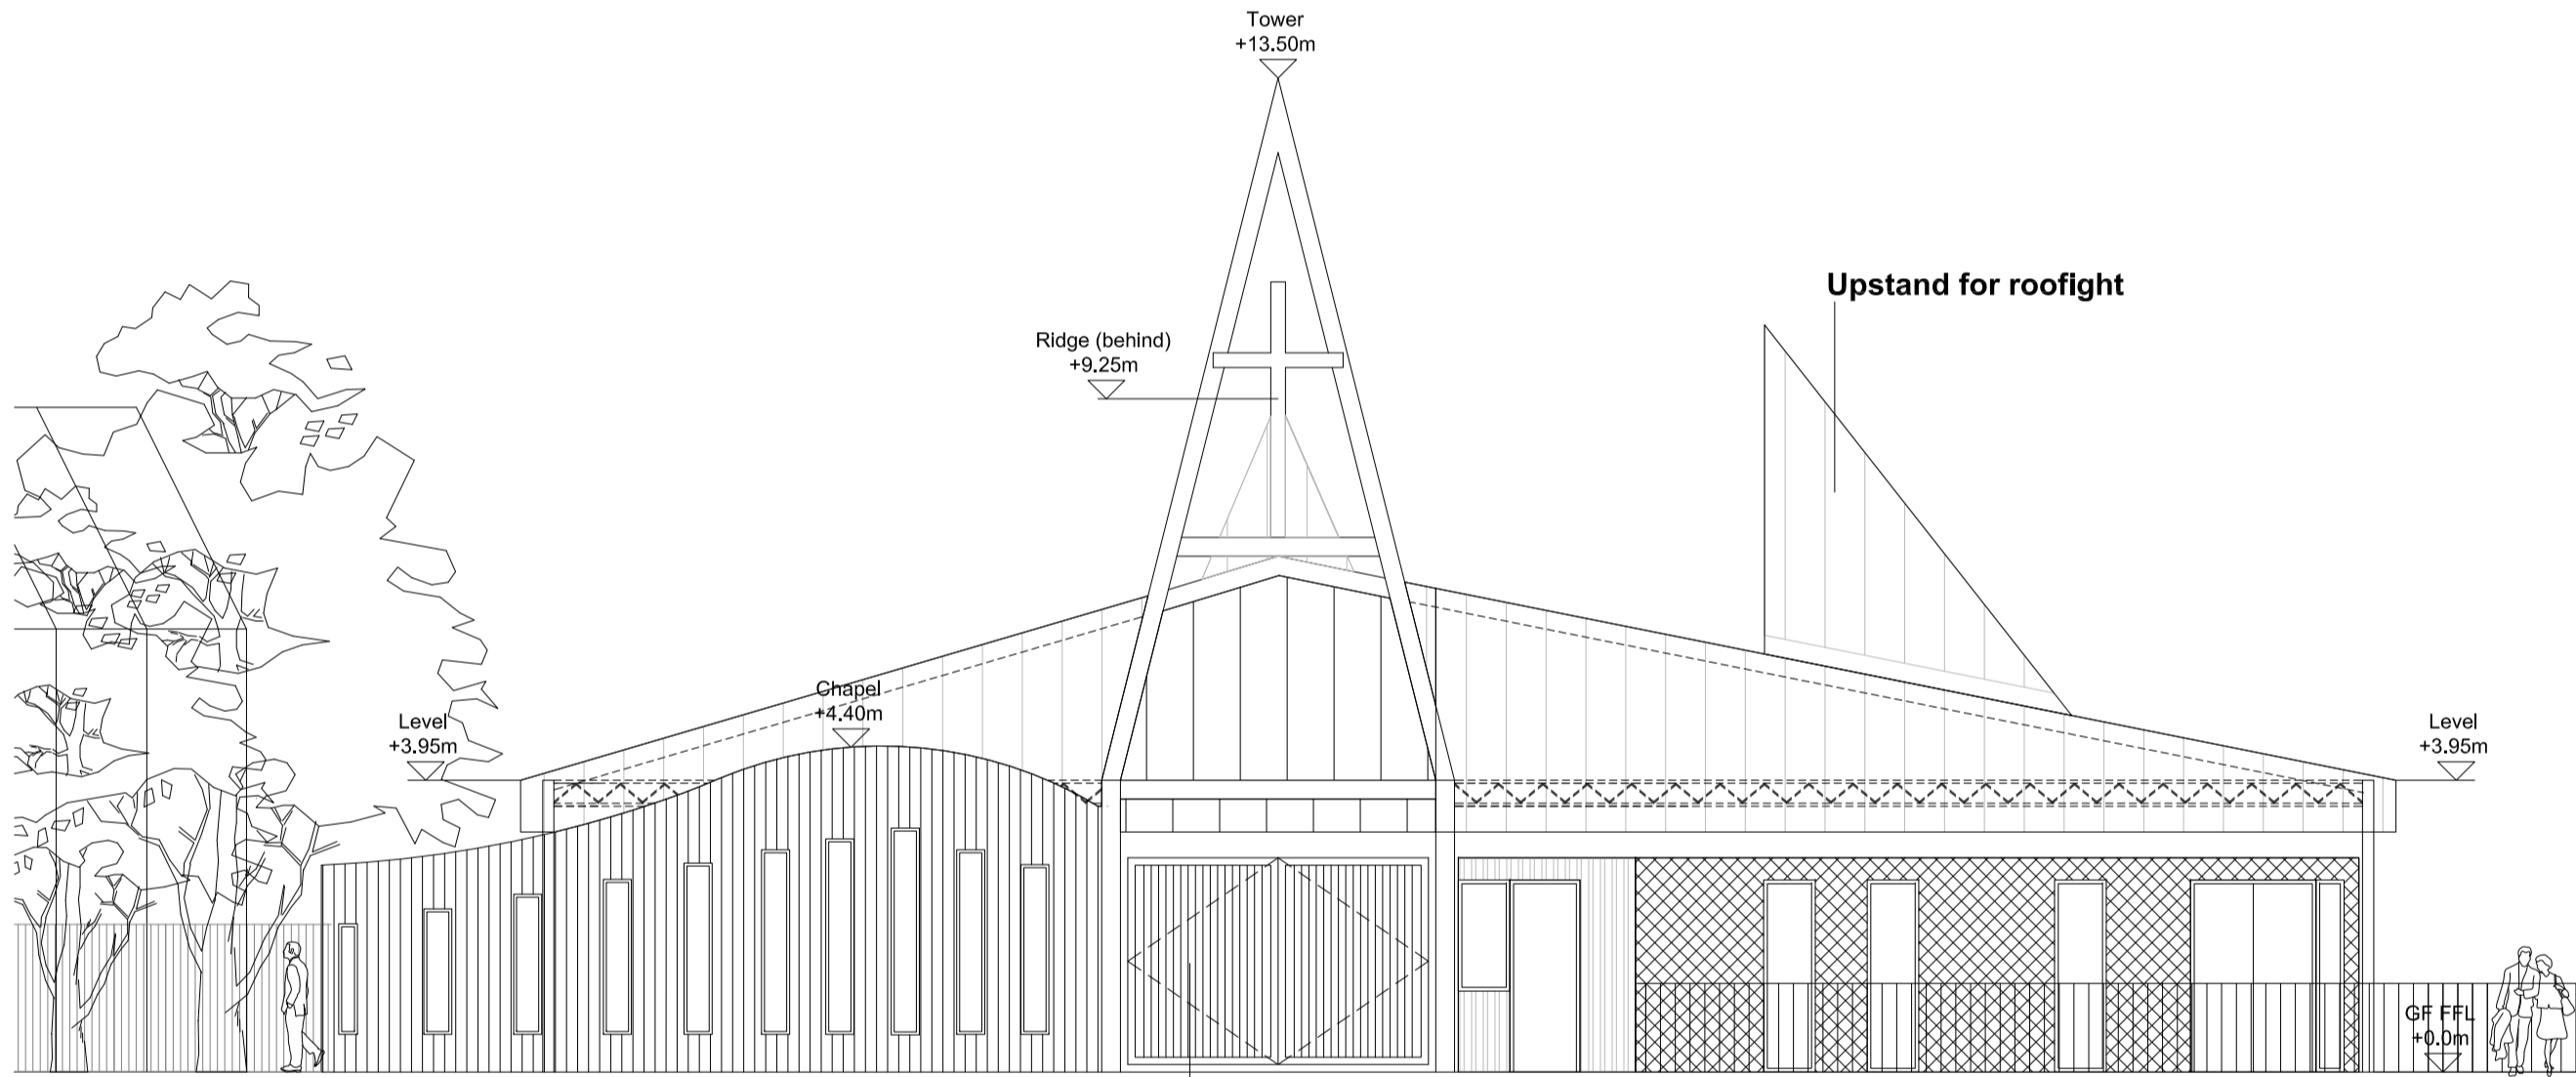 Tower
+13.50m
Upstand for roofight
Ridge (behind)
+9.25m
Chapel
+4.40m
Level
+3.95m
Level
+3.95m
GF FFL
+0.0m